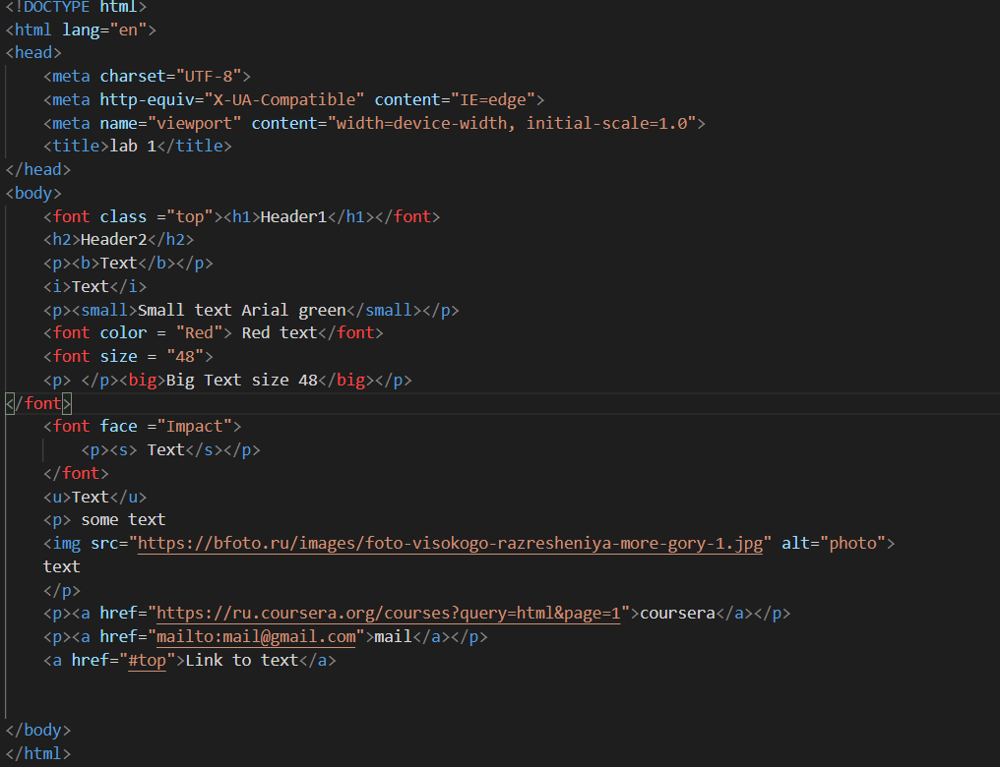 <!DOCTYPE html>
<html lang="en">
<head>
    <meta charset="UTF-8">
    <meta http-equiv="X-UA-Compatible" content="IE=edge">
    <meta name="viewport" content="width=device-width, initial-scale=1.0">
    <title>lab 1</title>
</head>
<body>
    <font class ="top"><h1>Header1</h1></font>
    <h2>Header2</h2>
    <p><b>Text</b></p>
    <i>Text</i>
    <p><small>Small text Arial green</small></p>
    <font color = "Red"> Red text</font>
    <font size = "48">
    <p> </p><big>Big Text size 48</big></p>
</font>
    <font face ="Impact">
        <p><s> Text</s></p>
    </font>
    <u>Text</u>
    <p> some text
    <img src="https://bfoto.ru/images/foto-visokogo-razresheniya-more-gory-1.jpg" alt="photo">
    text
    </p>
    <p><a href="https://ru.coursera.org/courses?query=html&page=1">coursera</a></p>
    <p><a href="mailto:mail@gmail.com">mail</a></p>
    <a href="#top">Link to text</a>
</body>
</html>